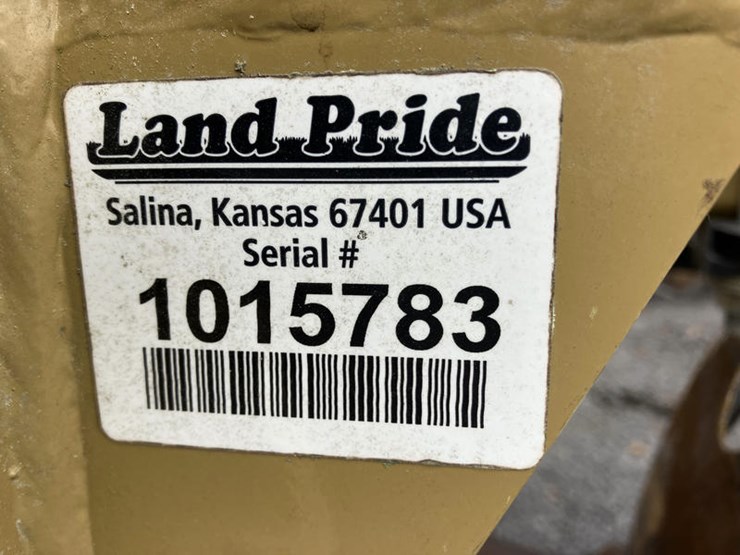 Land Pride
Salina, Kansas 67401 USA
Serial #
1015783